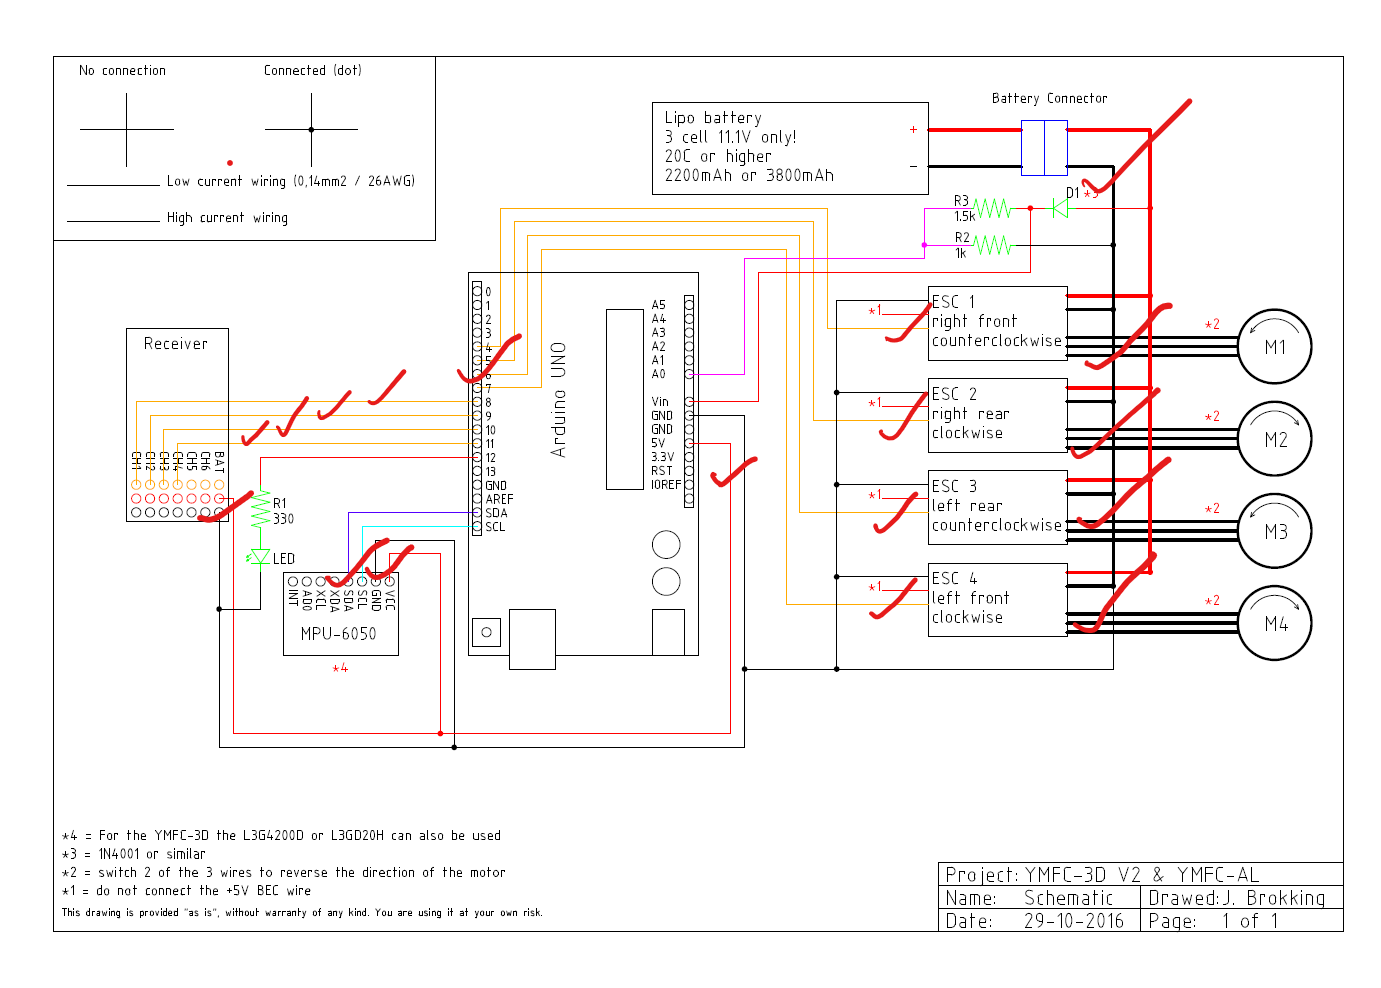 No connection
Connected (dot)
Low current wiring (0,14mm2 / 26AWG)
High current wiring
Lipo battery
3 cell 11.1V only!
20C or higher
2200mAh or 3800mAh
+
-
Battery Connector
R3
1.5k
D1 *3
R2
1k
Receiver
CH1
CH2
CH3
CH4
CH5
CH6
BAT
R1
330
LED
INT
AD0
XCL
XDA
SDA
SCL
GND
VCC
MPU-6050
*4
Arduino UNO
0
1
2
3
4
5
6
7
8
9
10
11
12
13
GND
AREF
SDA
SCL
A5
A4
A3
A2
A1
A0
Vin
GND
GND
5V
3.3V
RST
IOREF
*1
ESC 1
right front
counterclockwise
*2
M1
*1
ESC 2
right rear
clockwise
*2
M2
*1
ESC 3
left rear
counterclockwise
*2
M3
*1
ESC 4
left front
clockwise
*2
M4
*4 = For the YMFC-3D the L3G4200D or L3GD20H can also be used
*3 = 1N4001 or similar
*2 = switch 2 of the 3 wires to reverse the direction of the motor
*1 = do not connect the +5V BEC wire
This drawing is provided "as is", without warranty of any kind. You are using it at your own risk.
Project: YMFC-3D V2 & YMFC-AL
Name: Schematic Drawed: J. Brokking
Date: 29-10-2016 Page: 1 of 1